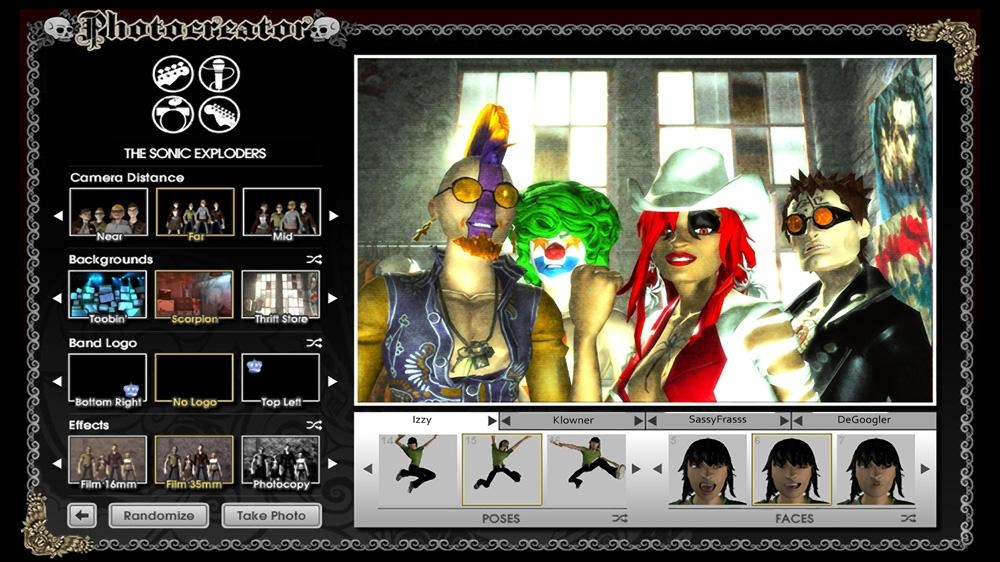 Photocreator
THE SONIC EXPLODERS
Camera Distance
Near
Far
Mid
Backgrounds
Toobin'
Scorpion
Thrift Store
Band Logo
Bottom Right
No Logo
Top Left
Effects
Film 16mm
Film 35mm
Photocopy
Randomize
Take Photo
Izzy
Klowner
SassyFrasss
DeGoogler
14
15
5
6
7
POSES
FACES